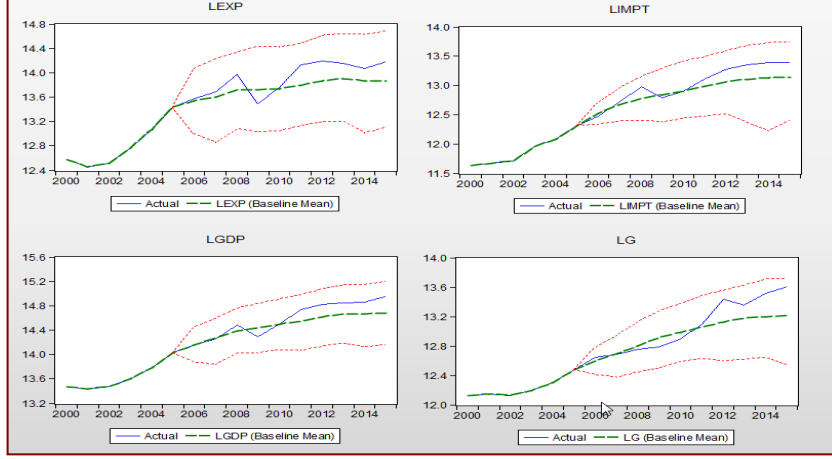 LEXP
14.8
14.4
14.0
13.6
13.2
12.8
12.4
2000 2002 2004 2006 2008 2010 2012 2014
Actual LEXP (Baseline Mean)
LIMPT
14.0
13.5
13.0
12.5
12.0
11.5
2000 2002 2004 2006 2008 2010 2012 2014
Actual LIMPT (Baseline Mean)
LGDP
15.6
15.2
14.8
14.4
14.0
13.6
13.2
2000 2002 2004 2006 2008 2010 2012 2014
Actual LGDP (Baseline Mean)
LG
14.0
13.6
13.2
12.8
12.4
12.0
2000 2002 2004 2006 2008 2010 2012 2014
Actual LG (Baseline Mean)